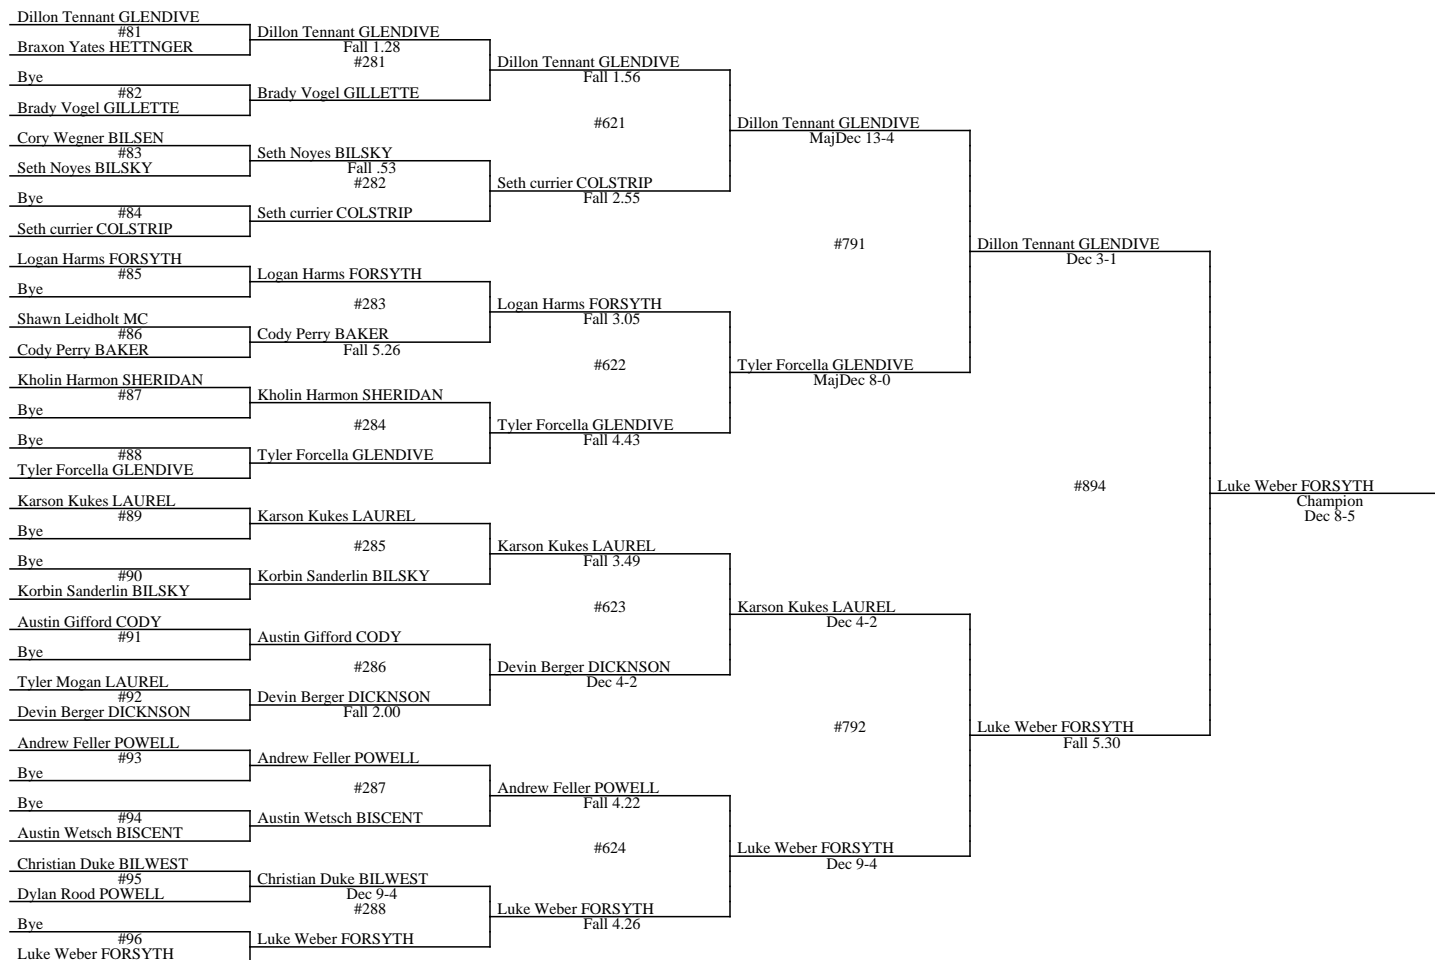 Dillon Tennant GLENDIVE
#81
Braxon Yates HETTNGER
Bye
#82
Brady Vogel GILLETTE
Cory Wegner BILSEN
#83
Seth Noyes BILSKY
Bye
#84
Seth currier COLSTRIP
Logan Harms FORSYTH
#85
Bye
Shawn Leidholt MC
#86
Cody Perry BAKER
Kholin Harmon SHERIDAN
#87
Bye
Bye
#88
Tyler Forcella GLENDIVE
Karson Kukes LAUREL
#89
Bye
Bye
#90
Korbin Sanderlin BILSKY
Austin Gifford CODY
#91
Bye
Tyler Mogan LAUREL
#92
Devin Berger DICKNSON
Andrew Feller POWELL
#93
Bye
Bye
#94
Austin Wetsch BISCENT
Christian Duke BILWEST
#95
Dylan Rood POWELL
Bye
#96
Luke Weber FORSYTH
Dillon Tennant GLENDIVE
Fall 1.28
#281
Brady Vogel GILLETTE
Seth Noyes BILSKY
Fall .53
#282
Seth currier COLSTRIP
Logan Harms FORSYTH
#283
Cody Perry BAKER
Fall 5.26
Kholin Harmon SHERIDAN
#284
Tyler Forcella GLENDIVE
Karson Kukes LAUREL
#285
Korbin Sanderlin BILSKY
Austin Gifford CODY
#286
Devin Berger DICKNSON
Fall 2.00
Andrew Feller POWELL
#287
Austin Wetsch BISCENT
Christian Duke BILWEST
Dec 9-4
#288
Luke Weber FORSYTH
Dillon Tennant GLENDIVE
Fall 1.56
#621
Seth currier COLSTRIP
Fall 2.55
Logan Harms FORSYTH
Fall 3.05
#622
Tyler Forcella GLENDIVE
Fall 4.43
Karson Kukes LAUREL
Fall 3.49
#623
Devin Berger DICKNSON
Dec 4-2
Andrew Feller POWELL
Fall 4.22
#624
Luke Weber FORSYTH
Fall 4.26
Dillon Tennant GLENDIVE
MajDec 13-4
#791
Tyler Forcella GLENDIVE
MajDec 8-0
Karson Kukes LAUREL
Dec 4-2
#792
Luke Weber FORSYTH
Dec 9-4
Dillon Tennant GLENDIVE
Dec 3-1
#894
Luke Weber FORSYTH
Fall 5.30
Luke Weber FORSYTH
Champion
Dec 8-5